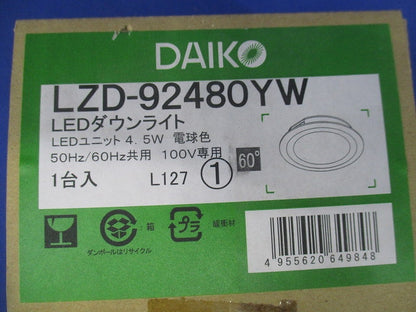 DAIKO
LZD-92480YW
LEDダウンライト
LEDユニット4.5W 電球色
50Hz/60Hz共用 100V専用
60°
1台入 L127 ①
：箱
プラ
：緩衝材
ダンボールはリサイクル
4 955620 649848